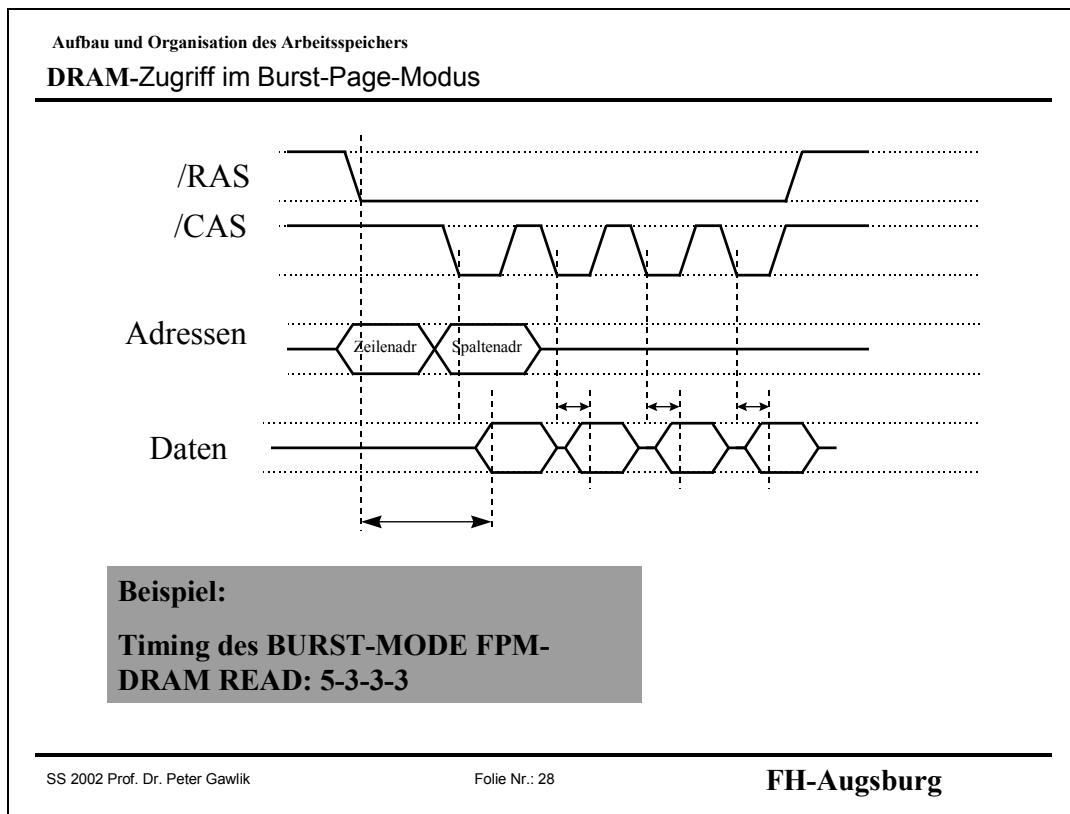 Aufbau und Organisation des Arbeitsspeichers
DRAM-Zugriff im Burst-Page-Modus
/RAS
/CAS
Adressen
Zeilenadr
Spaltenadr
Daten
Beispiel:
Timing des BURST-MODE FPM-
DRAM READ: 5-3-3-3
SS 2002 Prof. Dr. Peter Gawlik
Folie Nr.: 28
FH-Augsburg